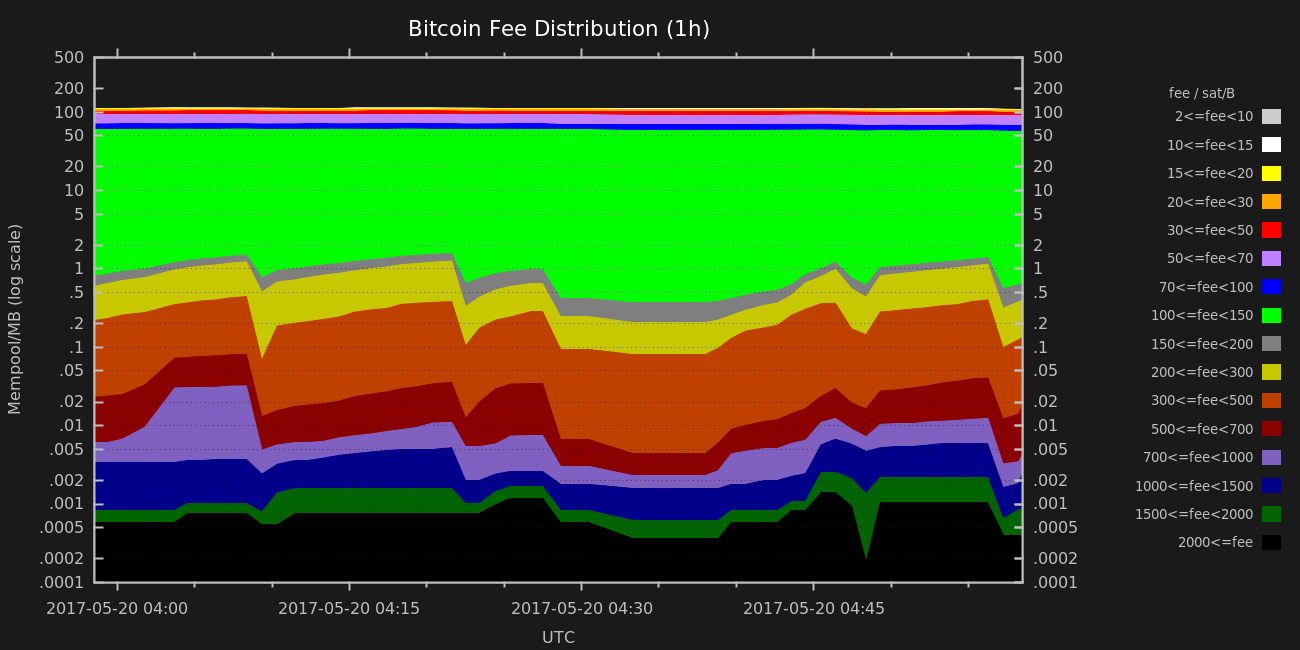 Bitcoin Fee Distribution (1h)
500
200
100
50
20
10
5
2
1
.5
.2
.1
.05
.02
.01
.005
.002
.001
.0005
.0002
.0001
Mempool/MB (log scale)
500
200
100
50
20
10
5
2
1
.5
.2
.1
.05
.02
.01
.005
.002
.001
.0005
.0002
.0001
2017-05-20 04:00
2017-05-20 04:15
2017-05-20 04:30
2017-05-20 04:45
UTC
fee / sat/B
2<=fee<10
10<=fee<15
15<=fee<20
20<=fee<30
30<=fee<50
50<=fee<70
70<=fee<100
100<=fee<150
150<=fee<200
200<=fee<300
300<=fee<500
500<=fee<700
700<=fee<1000
1000<=fee<1500
1500<=fee<2000
2000<=fee